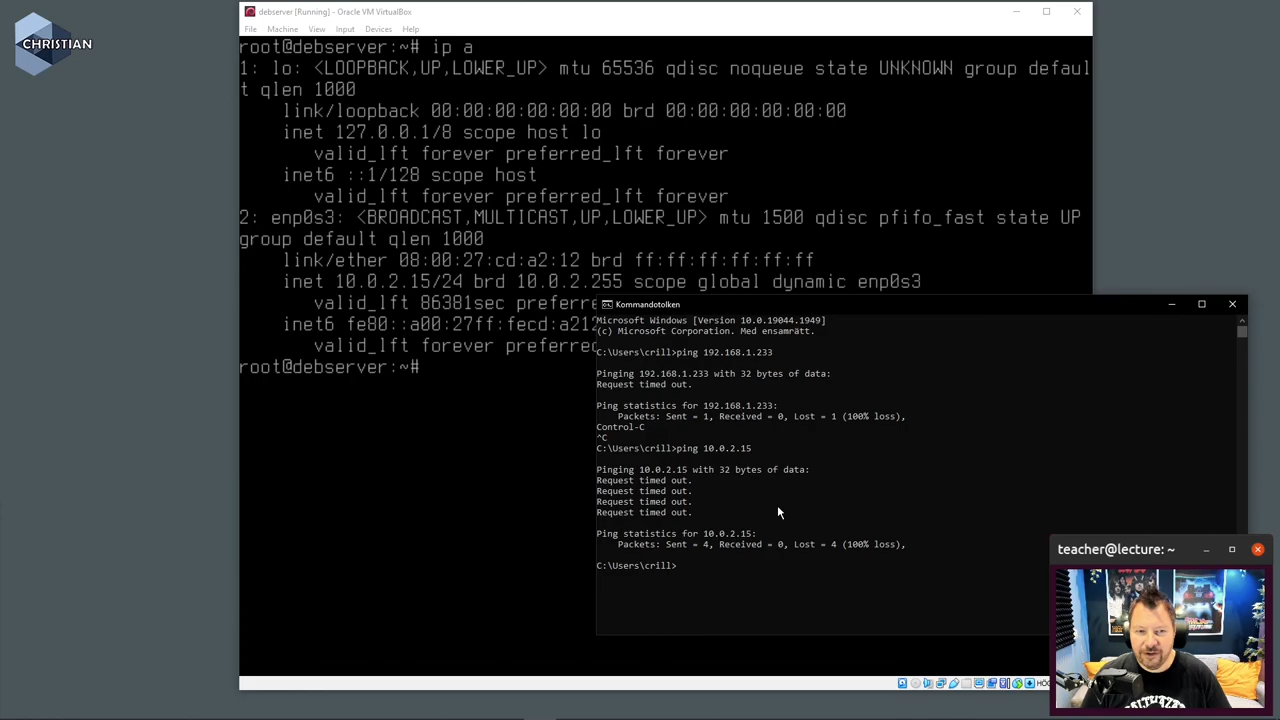 CHRISTIAN
debserver [Running] - Oracle VM VirtualBox
File Machine View Input Devices Help
root@debserver:~# ip a
1: lo: <LOOPBACK,UP,LOWER_UP> mtu 65536 qdisc noqueue state UNKNOWN group defaul
t qlen 1000
link/loopback 00:00:00:00:00:00 brd 00:00:00:00:00:00
inet 127.0.0.1/8 scope host lo
valid_lft forever preferred_lft forever
inet6 ::1/128 scope host
valid_lft forever preferred_lft forever
2: enp0s3: <BROADCAST,MULTICAST,UP,LOWER_UP> mtu 1500 qdisc pfifo_fast state UP
group default qlen 1000
link/ether 08:00:27:cd:a2:12 brd ff:ff:ff:ff:ff:ff
inet 10.0.2.15/24 brd 10.0.2.255 scope global dynamic enp0s3
valid_lft 86381sec prefer
inet6 fe80::a00:27ff:fecd:a212
valid_lft forever prefer
root@debserver:~#
Kommandotolken
Microsoft Windows [Version 10.0.19044.1949]
(c) Microsoft Corporation. Med ensamrätt.
C:\Users\crill>ping 192.168.1.233
Pinging 192.168.1.233 with 32 bytes of data:
Request timed out.
Ping statistics for 192.168.1.233:
Packets: Sent = 1, Received = 0, Lost = 1 (100% loss),
Control-C
^C
C:\Users\crill>ping 10.0.2.15
Pinging 10.0.2.15 with 32 bytes of data:
Request timed out.
Request timed out.
Request timed out.
Request timed out.
Ping statistics for 10.0.2.15:
Packets: Sent = 4, Received = 0, Lost = 4 (100% loss),
C:\Users\crill>
teacher@lecture: ~